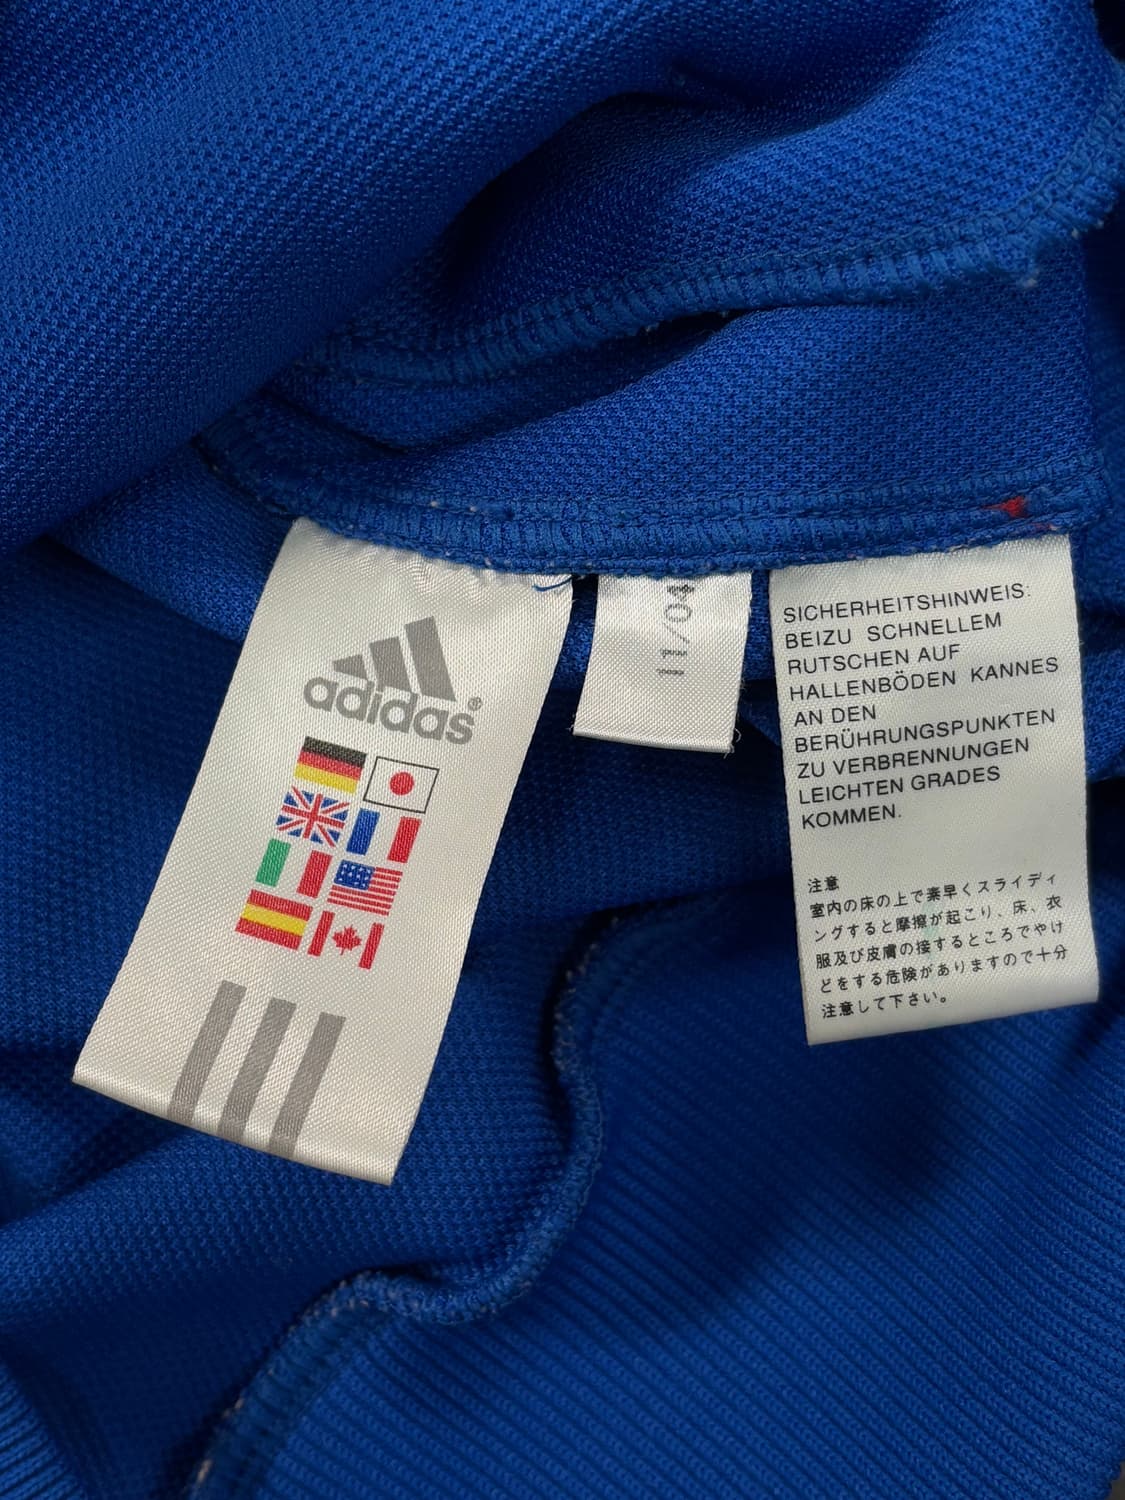 adidas®
11/04
SICHERHEITSHINWEIS:
BEIZU SCHNELLEM
RUTSCHEN AUF
HALLENBÖDEN KANNES
AN DEN
BERÜHRUNGSPUNKTEN
ZU VERBRENNUNGEN
LEICHTEN GRADES
KOMMEN.
注意
室内の床の上で素早くスライディ
ングすると摩擦が起こり、床、衣
服及び皮膚の接するところでやけ
どをする危険がありますので十分
注意して下さい。